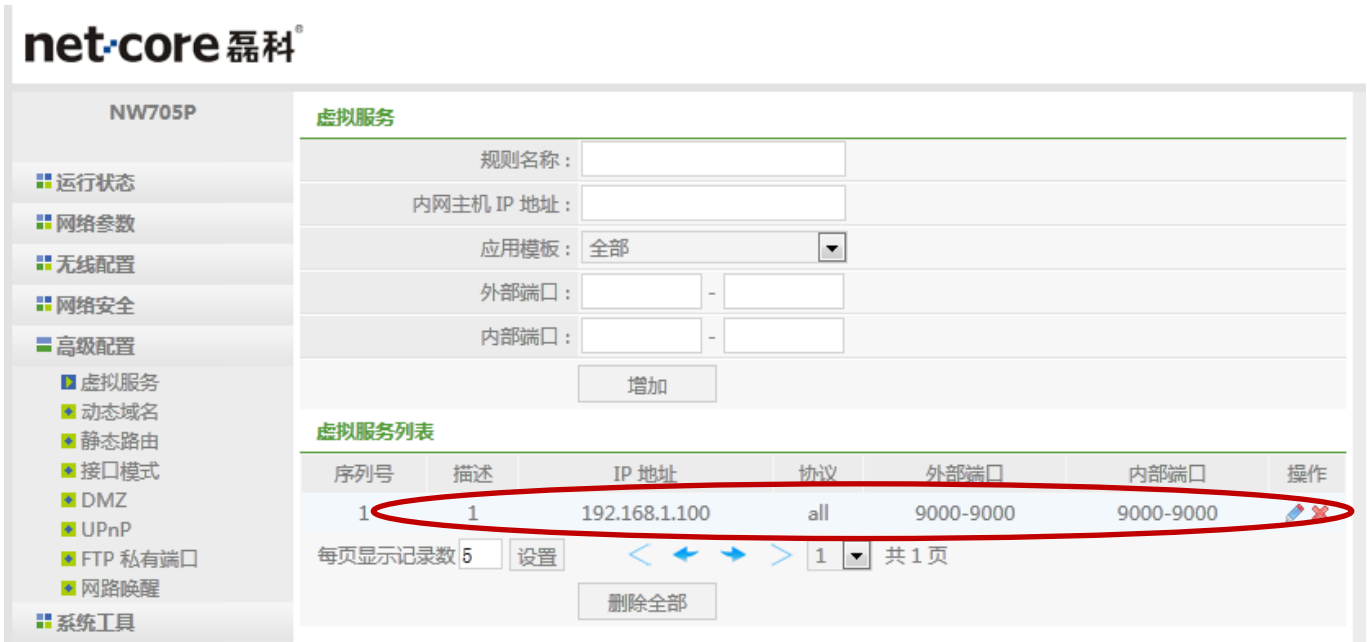 net·core 磊科®
NW705P
运行状态
网络参数
无线配置
网络安全
高级配置
虚拟服务
动态域名
静态路由
接口模式
DMZ
UPnP
FTP 私有端口
网路唤醒
系统工具
虚拟服务
规则名称：
内网主机 IP 地址：
应用模板： 全部
外部端口： -
内部端口： -
增加
虚拟服务列表
序列号 描述 IP 地址 协议 外部端口 内部端口 操作
1 1 192.168.1.100 all 9000-9000 9000-9000
每页显示记录数 5 设置 1 共 1 页
删除全部